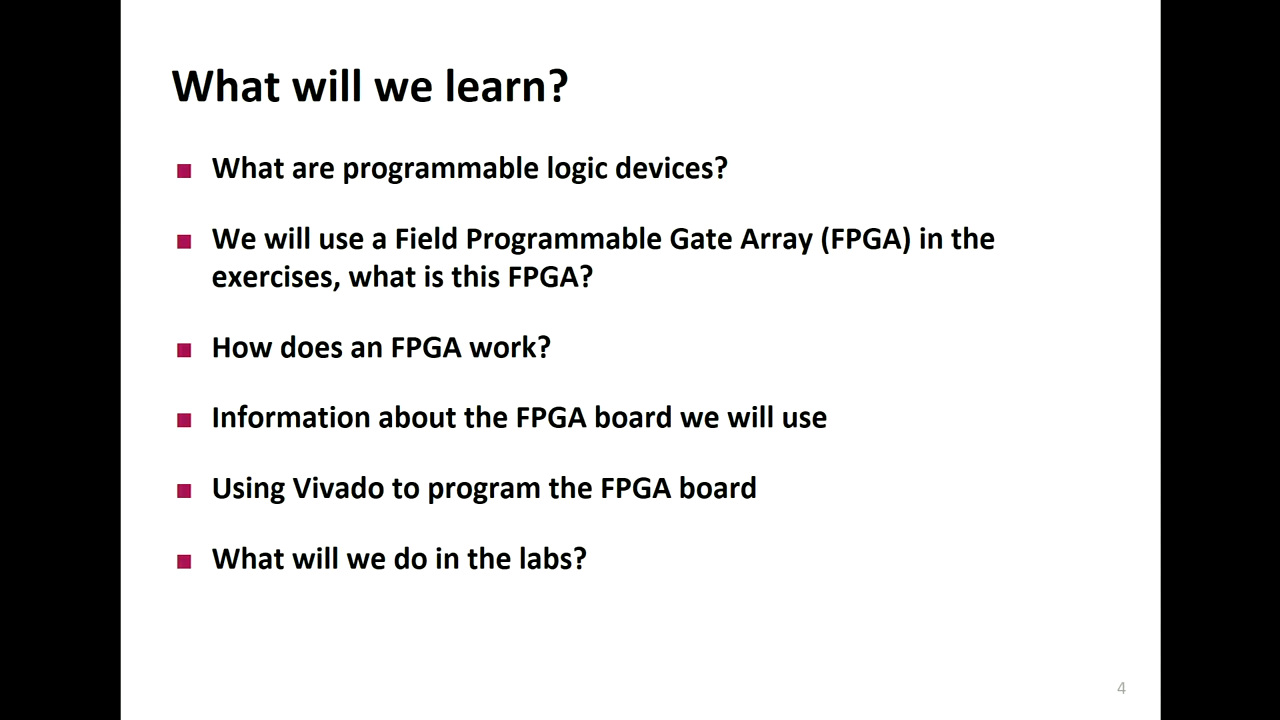 What will we learn?
What are programmable logic devices?
We will use a Field Programmable Gate Array (FPGA) in the
exercises, what is this FPGA?
How does an FPGA work?
Information about the FPGA board we will use
Using Vivado to program the FPGA board
What will we do in the labs?
4